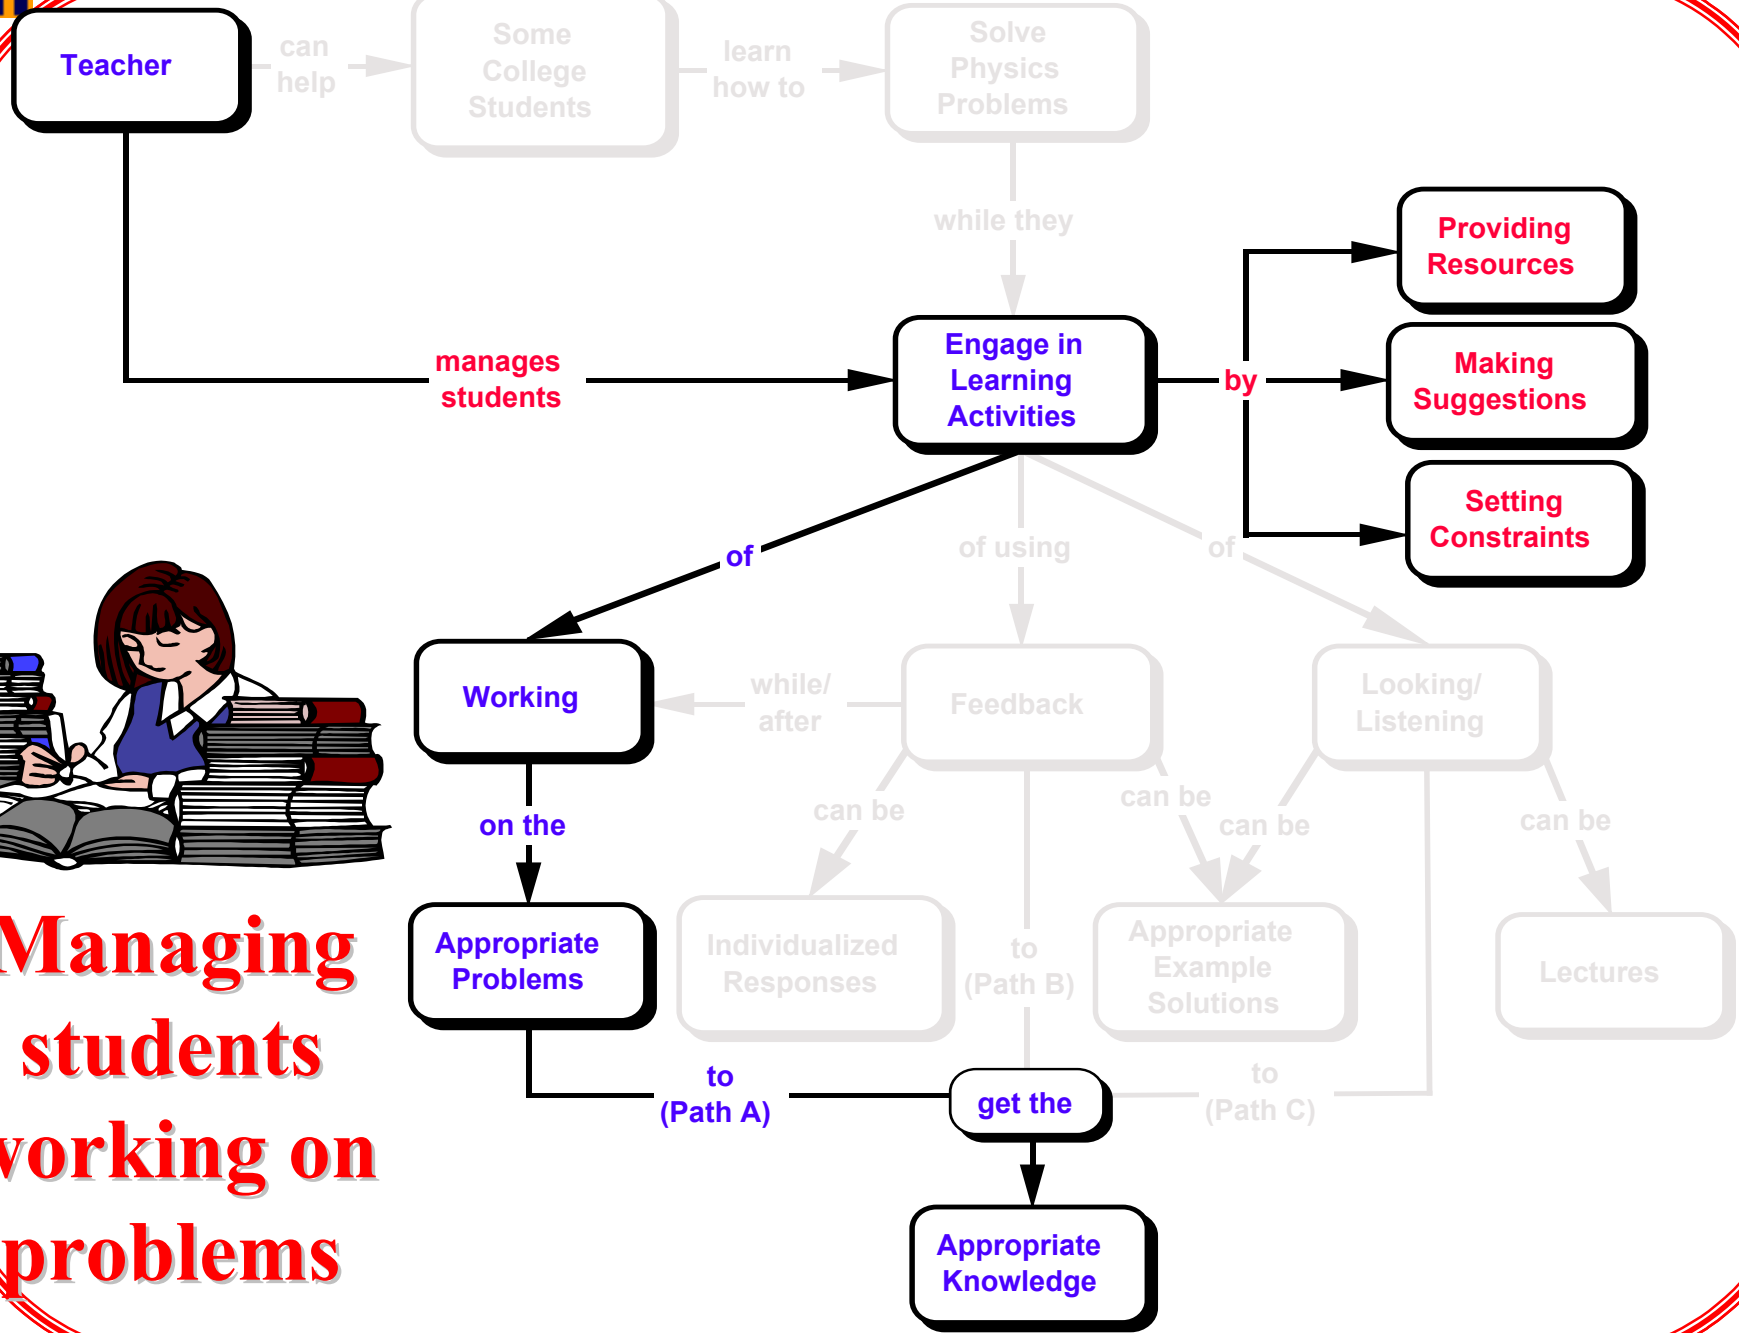 Teacher
can
help
Some
College
Students
learn
how to
Solve
Physics
Problems
while they
manages
students
Engage in
Learning
Activities
by
Providing
Resources
Making
Suggestions
Setting
Constraints
of
of using
of
Working
while/
after
Feedback
Looking/
Listening
on the
can be
can be
can be
can be
Appropriate
Problems
Individualized
Responses
to
(Path B)
Appropriate
Example
Solutions
Lectures
to
(Path A)
get the
to
(Path C)
Appropriate
Knowledge
Managing
students
working on
problems